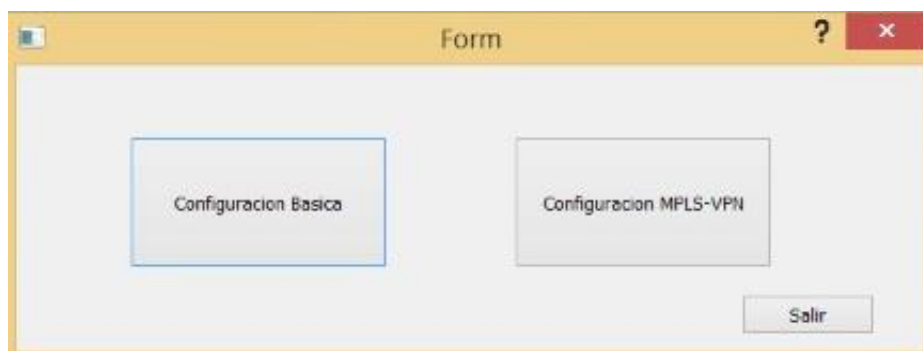 Form
?
×
Configuracion Basica
Configuracion MPLS-VPN
Salir